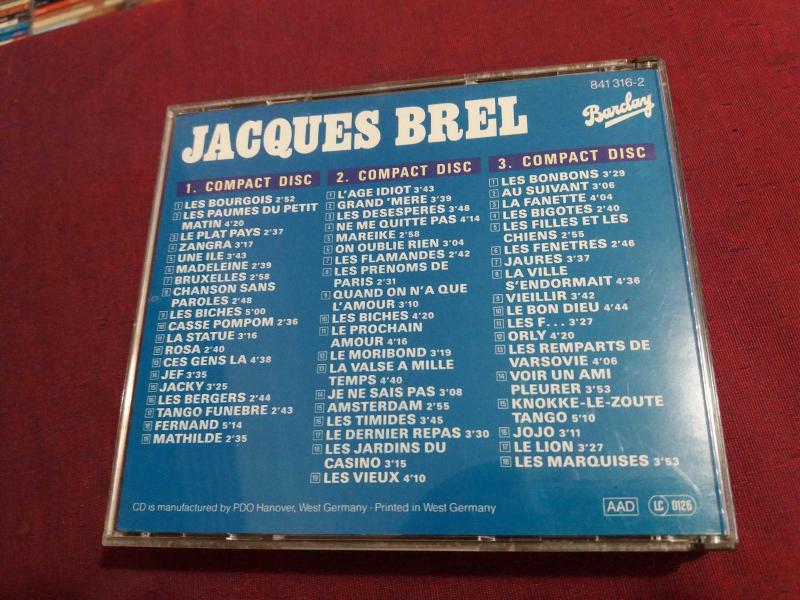 841 316-2
Barclay
JACQUES BREL
1. COMPACT DISC
1 LES BOURGOIS 2'52
2 LES PAUMES DU PETIT
MATIN 4'20
3 LE PLAT PAYS 2'37
4 ZANGRA 3'17
5 UNE ILE 3'43
6 MADELEINE 2'39
7 BRUXELLES 2'58
8 CHANSON SANS
PAROLES 2'48
9 LES BICHES 5'00
10 CASSE POMPOM 2'36
11 LA STATUE 3'16
12 ROSA 2'40
13 CES GENS LA 4'38
14 JEF 3'35
15 JACKY 3'25
16 LES BERGERS 2'44
17 TANGO FUNEBRE 2'43
18 FERNAND 5'14
19 MATHILDE 2'35
2. COMPACT DISC
1 L'AGE IDIOT 3'43
2 GRAND 'MERE 3'39
3 LES DESESPERES 3'48
4 NE ME QUITTE PAS 4'14
5 MAREIKE 2'58
6 ON OUBLIE RIEN 3'04
7 LES FLAMANDES 2'42
8 LES PRENOMS DE
PARIS 2'31
9 QUAND ON N'A QUE
L'AMOUR 3'10
10 LES BICHES 4'20
11 LE PROCHAIN
AMOUR 4'16
12 LE MORIBOND 3'19
13 LA VALSE A MILLE
TEMPS 4'40
14 JE NE SAIS PAS 3'08
15 AMSTERDAM 2'55
16 LES TIMIDES 3'45
17 LE DERNIER REPAS 3'30
18 LES JARDINS DU
CASINO 3'15
19 LES VIEUX 4'10
3. COMPACT DISC
1 LES BONBONS 3'29
2 AU SUIVANT 3'06
3 LA FANETTE 4'04
4 LES BIGOTES 2'40
5 LES FILLES ET LES
CHIENS 2'55
6 LES FENETRES 2'46
7 JAURES 3'37
8 LA VILLE
S'ENDORMAIT 4'36
9 VIEILLIR 3'42
10 LE BON DIEU 4'44
11 LES F... 3'27
12 ORLY 4'20
13 LES REMPARTS DE
VARSOVIE 4'06
14 VOIR UN AMI
PLEURER 3'53
15 KNOKKE-LE-ZOUTE
TANGO 5'10
16 JOJO 3'11
17 LE LION 3'27
18 LES MARQUISES 3'53
CD is manufactured by PDO Hanover, West Germany - Printed in West Germany
AAD
LC 0126